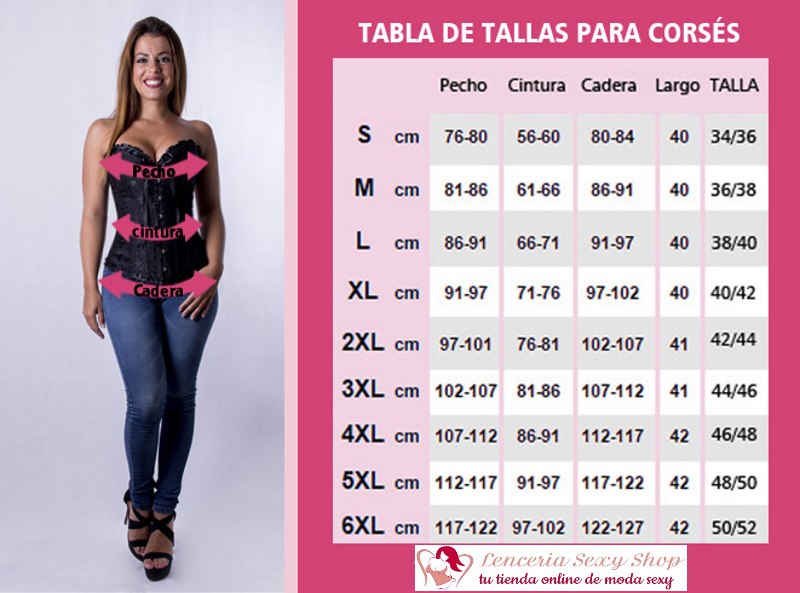 TABLA DE TALLAS PARA CORSÉS
Pecho Cintura Cadera Largo TALLA
S cm 76-80 56-60 80-84 40 34/36
M cm 81-86 61-66 86-91 40 36/38
L cm 86-91 66-71 91-97 40 38/40
XL cm 91-97 71-76 97-102 40 40/42
2XL cm 97-101 76-81 102-107 41 42/44
3XL cm 102-107 81-86 107-112 41 44/46
4XL cm 107-112 86-91 112-117 42 46/48
5XL cm 112-117 91-97 117-122 42 48/50
6XL cm 117-122 97-102 122-127 42 50/52
Pecho
cintura
Cadera
Lenceria Sexy Shop
tu tienda online de moda sexy